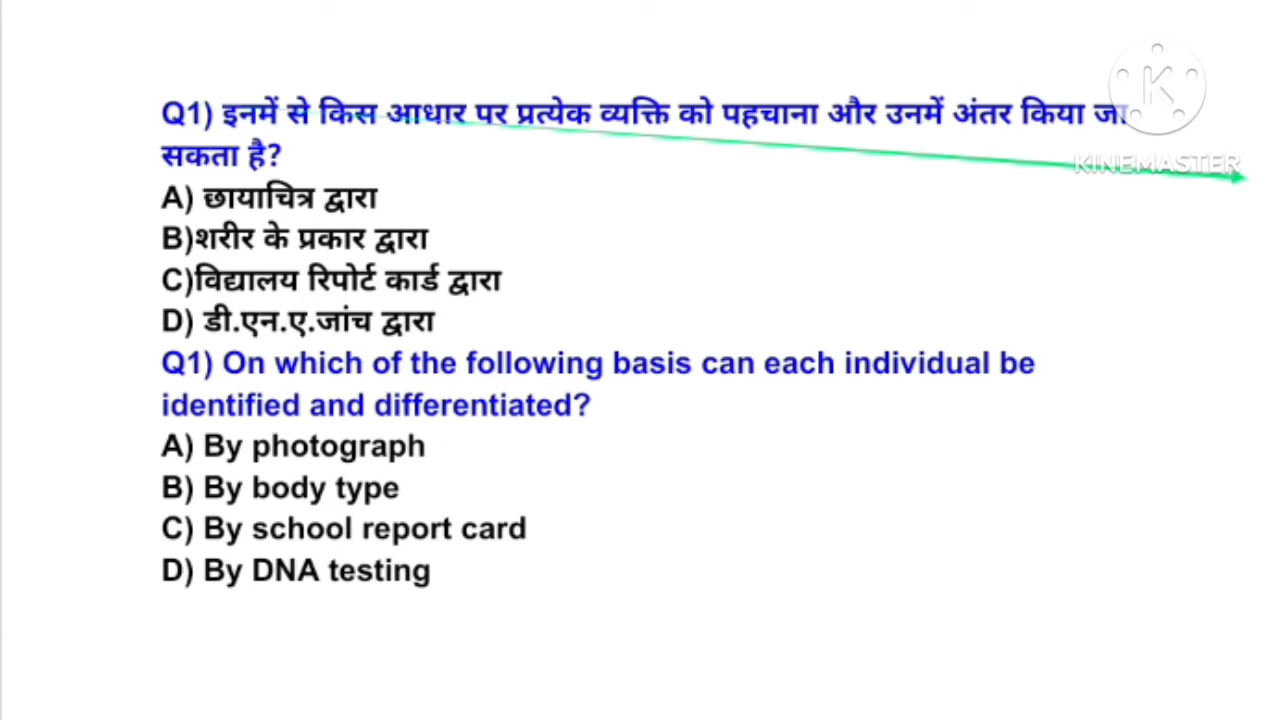 Q1) इनमें से किस आधार पर प्रत्येक व्यक्ति को पहचाना और उनमें अंतर किया जा
सकता है?
KINEMASTER
A) छायाचित्र द्वारा
B)शरीर के प्रकार द्वारा
C)विद्यालय रिपोर्ट कार्ड द्वारा
D) डी.एन.ए.जांच द्वारा
Q1) On which of the following basis can each individual be
identified and differentiated?
A) By photograph
B) By body type
C) By school report card
D) By DNA testing